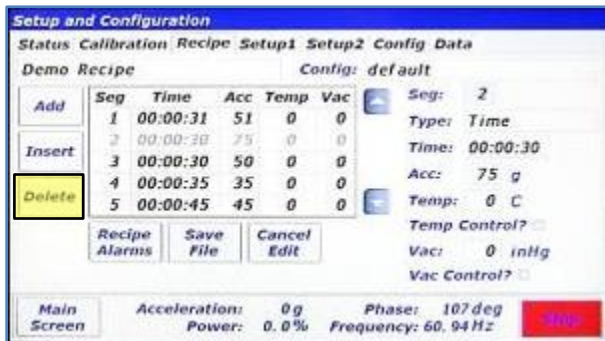 Setup and Configuration
Status Calibration Recipe Setup1 Setup2 Config Data
Demo Recipe Config: default
Add
Insert
Delete
Seg Time Acc Temp Vac
1 00:00:31 51 0 0
2 00:00:30 75 0 0
3 00:00:30 50 0 0
4 00:00:35 35 0 0
5 00:00:45 45 0 0
Recipe Alarms
Save File
Cancel Edit
Seg: 2
Type: Time
Time: 00:00:30
Acc: 75 g
Temp: 0 C
Temp Control?
Vac: 0 inHg
Vac Control?
Main Screen
Acceleration: 0 g Phase: 107 deg
Power: 0.0% Frequency: 60.94 Hz
Stop